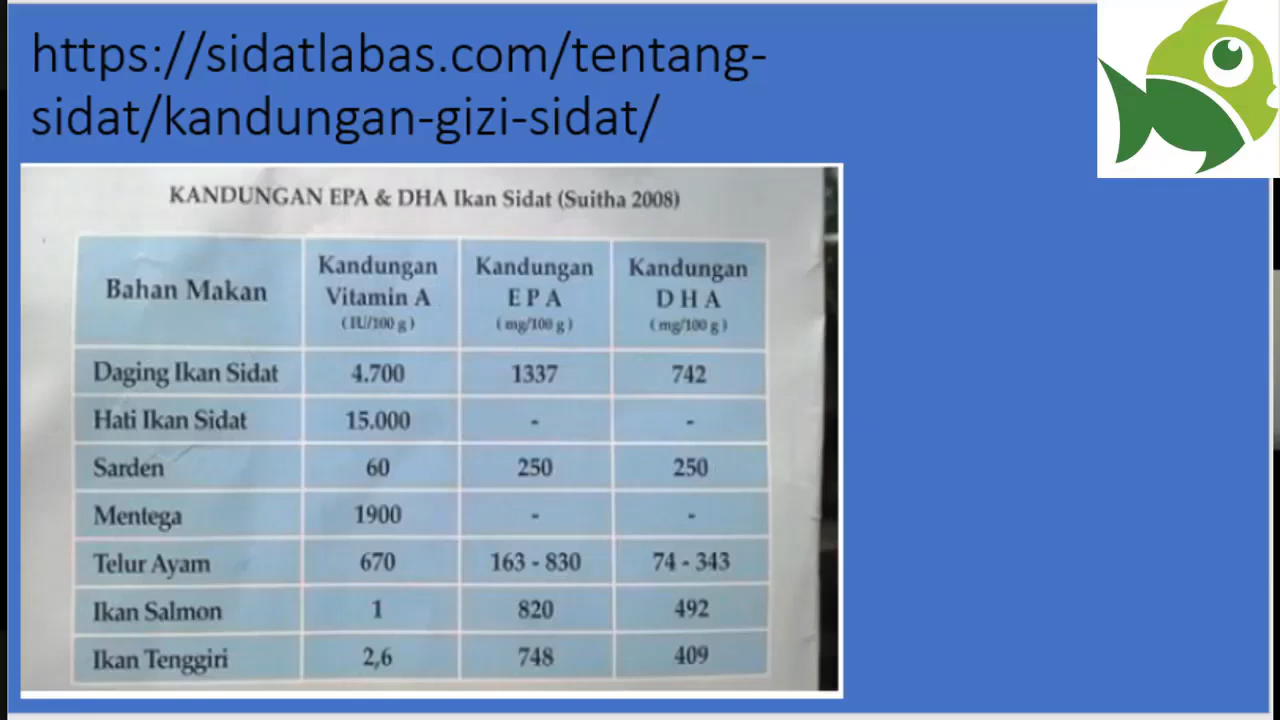 https://sidatlabas.com/tentang-
sidat/kandungan-gizi-sidat/
KANDUNGAN EPA & DHA Ikan Sidat (Suitha 2008)
Bahan Makan Kandungan Vitamin A (IU/100 g) Kandungan E P A (mg/100 g) Kandungan D H A (mg/100 g)
Daging Ikan Sidat 4.700 1337 742
Hati Ikan Sidat 15.000 - -
Sarden 60 250 250
Mentega 1900 - -
Telur Ayam 670 163 - 830 74 - 343
Ikan Salmon 1 820 492
Ikan Tenggiri 2,6 748 409